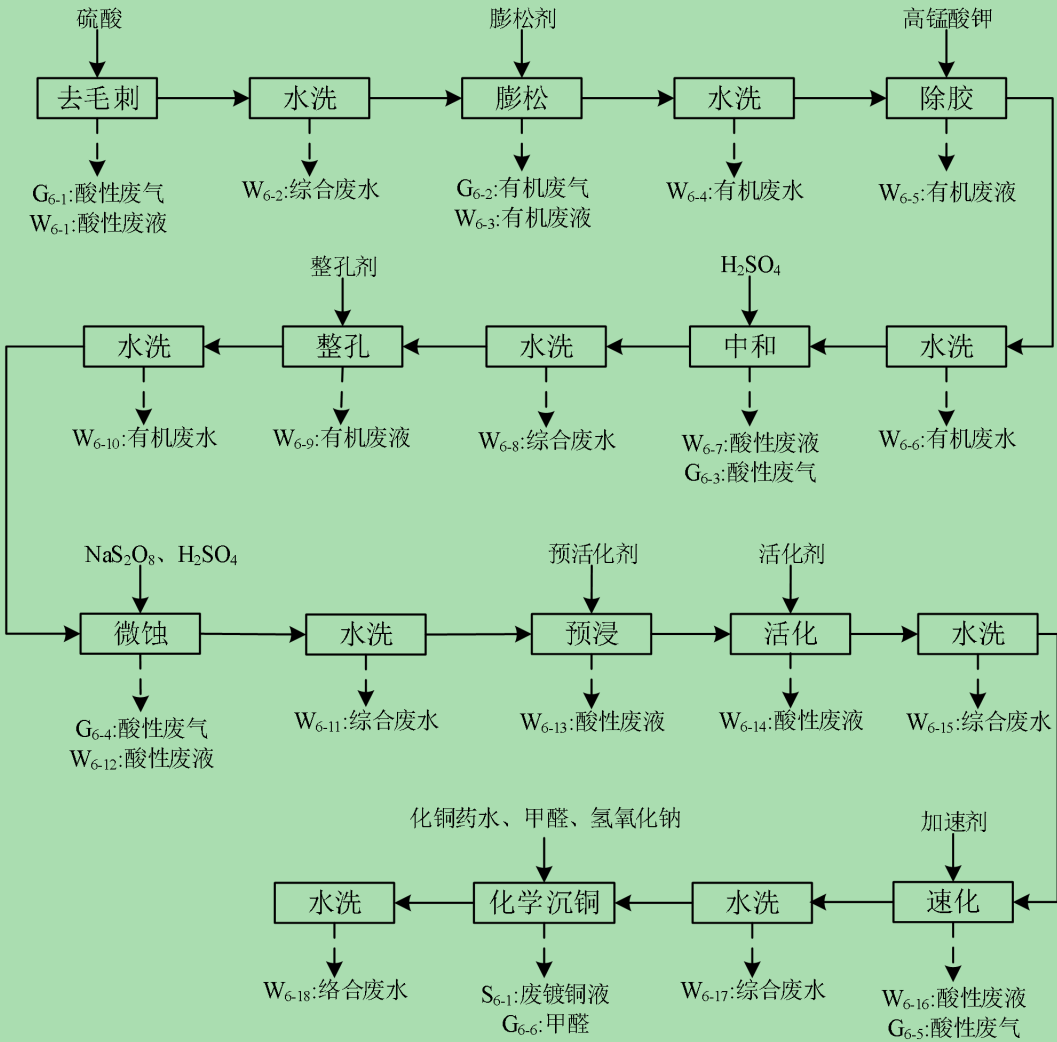 硫酸
膨松剂
高锰酸钾
去毛刺
水洗
膨松
水洗
除胶
G6-1:酸性废气
W6-1:酸性废液
W6-2:综合废水
G6-2:有机废气
W6-3:有机废液
W6-4:有机废水
W6-5:有机废液
整孔剂
H2SO4
水洗
整孔
水洗
中和
水洗
W6-10:有机废水
W6-9:有机废液
W6-8:综合废水
W6-7:酸性废液
G6-3:酸性废气
W6-6:有机废水
NaS2O8、H2SO4
预活化剂
活化剂
微蚀
水洗
预浸
活化
水洗
G6-4:酸性废气
W6-12:酸性废液
W6-11:综合废水
W6-13:酸性废液
W6-14:酸性废液
W6-15:综合废水
化铜药水、甲醛、氢氧化钠
加速剂
水洗
化学沉铜
水洗
速化
W6-18:络合废水
S6-1:废镀铜液
G6-6:甲醛
W6-17:综合废水
W6-16:酸性废液
G6-5:酸性废气